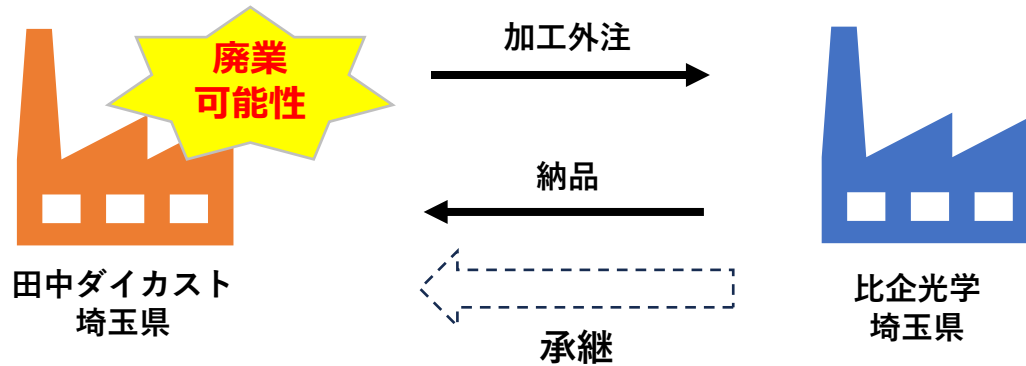 廃業
可能性
加工外注
納品
田中ダイカスト
埼玉県
比企光学
埼玉県
承継